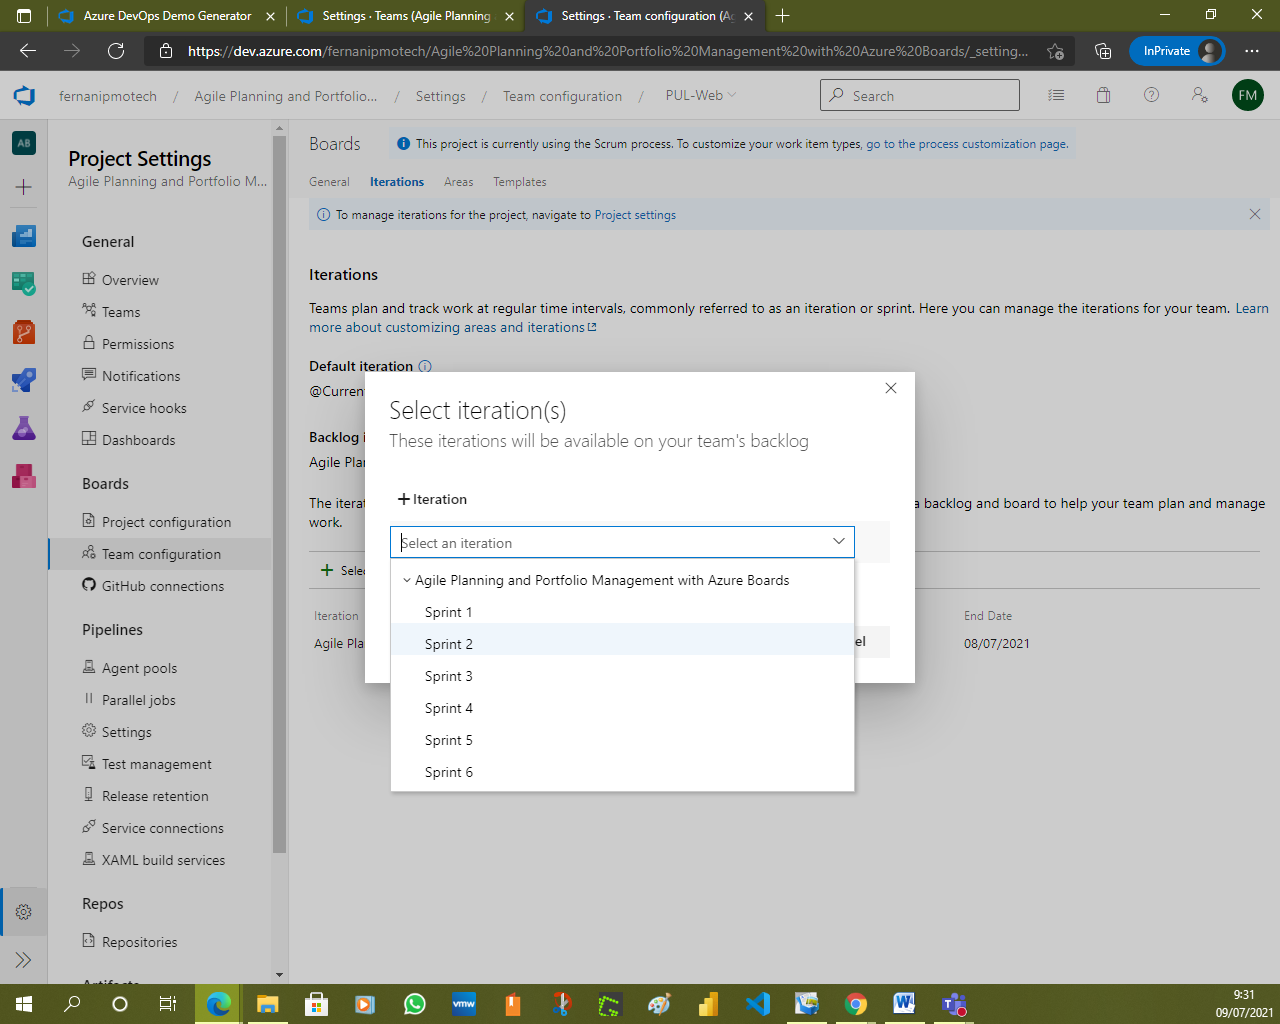 Azure DevOps Demo Generator
Settings · Teams (Agile Planning
Settings · Team configuration (Ag
https://dev.azure.com/fernanipmotech/Agile%20Planning%20and%20Portfolio%20Management%20with%20Azure%20Boards/_setting...
InPrivate
fernanipmotech / Agile Planning and Portfolio... / Settings / Team configuration / PUL-Web
Search
FM
AB
Project Settings
Agile Planning and Portfolio M...
General
Overview
Teams
Permissions
Notifications
Service hooks
Dashboards
Boards
Project configuration
Team configuration
GitHub connections
Pipelines
Agent pools
Parallel jobs
Settings
Test management
Release retention
Service connections
XAML build services
Repos
Repositories
Artifacts
Boards
This project is currently using the Scrum process. To customize your work item types, go to the process customization page.
General Iterations Areas Templates
To manage iterations for the project, navigate to Project settings
Iterations
Teams plan and track work at regular time intervals, commonly referred to as an iteration or sprint. Here you can manage the iterations for your team. Learn
more about customizing areas and iterations
Default iteration
@Curren
Backlog i
Agile Plan
The iterat
a backlog and board to help your team plan and manage
work.
Selec
Iteration
End Date
Agile Pla
08/07/2021
Select iteration(s)
These iterations will be available on your team's backlog
+ Iteration
Select an iteration
Agile Planning and Portfolio Management with Azure Boards
Sprint 1
Sprint 2
Sprint 3
Sprint 4
Sprint 5
Sprint 6
el
vmw
9:31
09/07/2021